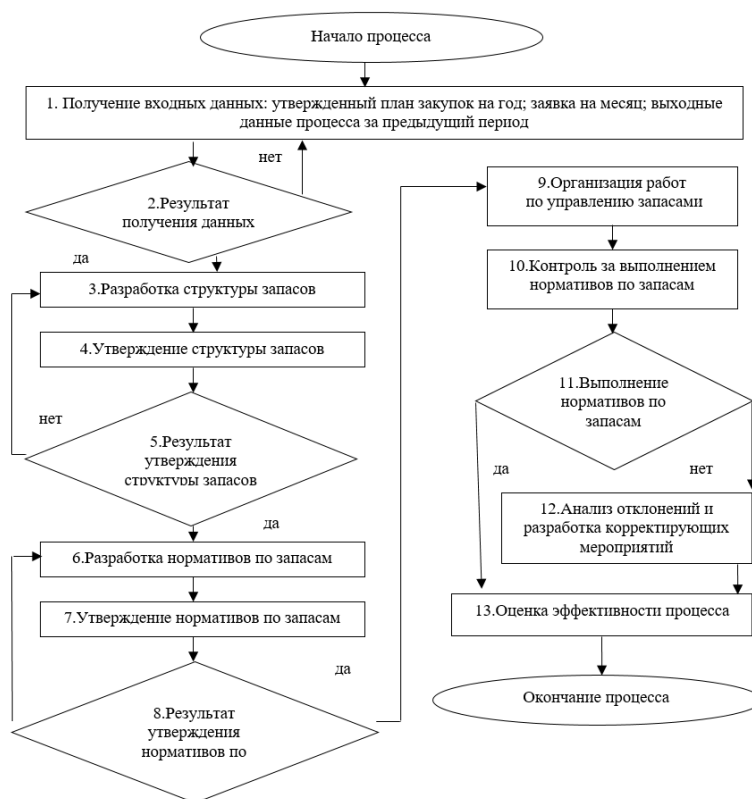 Начало процесса
1. Получение входных данных: утвержденный план закупок на год; заявка на месяц; выходные
данные процесса за предыдущий период
нет
2.Результат
получения данных
да
3.Разработка структуры запасов
4.Утверждение структуры запасов
нет
5.Результат
утверждения
структуры запасов
да
6.Разработка нормативов по запасам
7.Утверждение нормативов по запасам
да
8.Результат
утверждения
нормативов по
9.Организация работ
по управлению запасами
10.Контроль за выполнением
нормативов по запасам
11.Выполнение
нормативов по
запасам
да
нет
12.Анализ отклонений и
разработка корректирующих
мероприятий
13.Оценка эффективности процесса
Окончание процесса